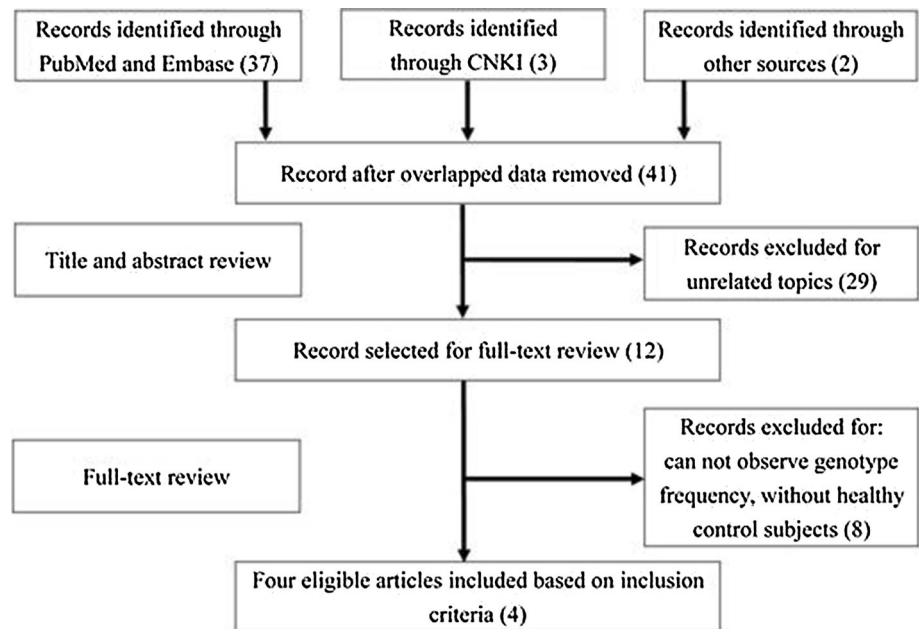 Records identified through
PubMed and Embase (37)
Records identified
through CNKI (3)
Records identified through
other sources (2)
Record after overlapped data removed (41)
Title and abstract review
Records excluded for
unrelated topics (29)
Record selected for full-text review (12)
Full-text review
Records excluded for:
can not observe genotype
frequency, without healthy
control subjects (8)
Four eligible articles included based on inclusion
criteria (4)